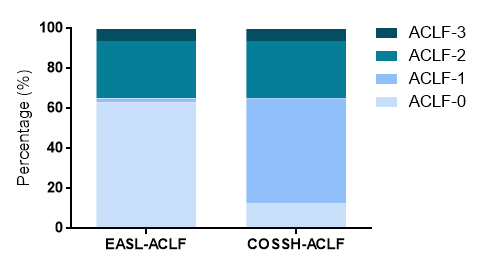 100
80
60
40
20
0
Percentage (%)
EASL-ACLF
COSSH-ACLF
ACLF-3
ACLF-2
ACLF-1
ACLF-0